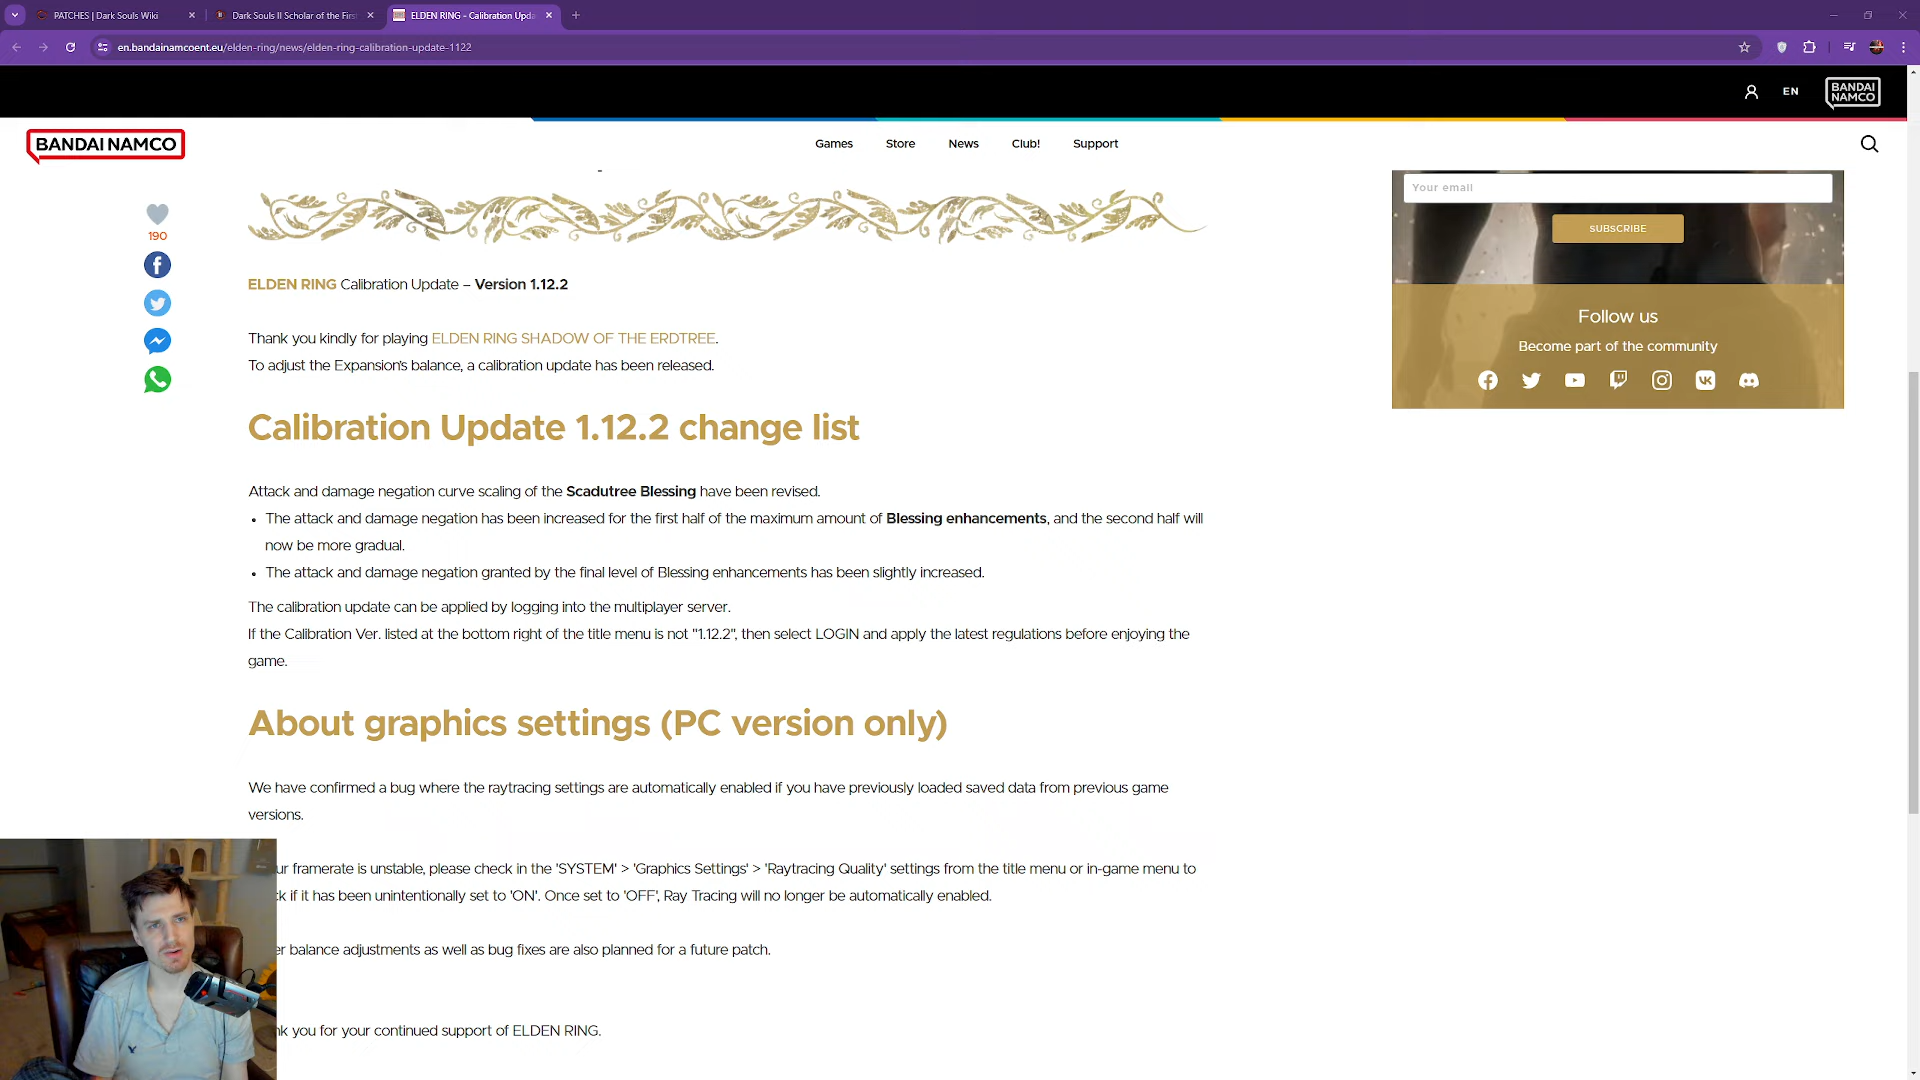 PATCHES | Dark Souls Wiki
Dark Souls II Scholar of the First
ELDEN RING - Calibration Upda
en.bandainamcoent.eu/elden-ring/news/elden-ring-calibration-update-1122
EN
BANDAI NAMCO
BANDAI NAMCO
Games Store News Club! Support
Your email
SUBSCRIBE
190
ELDEN RING Calibration Update – Version 1.12.2
Follow us
Become part of the community
Thank you kindly for playing ELDEN RING SHADOW OF THE ERDTREE.
To adjust the Expansion's balance, a calibration update has been released.
Calibration Update 1.12.2 change list
Attack and damage negation curve scaling of the Scadutree Blessing have been revised.
• The attack and damage negation has been increased for the first half of the maximum amount of Blessing enhancements, and the second half will
now be more gradual.
• The attack and damage negation granted by the final level of Blessing enhancements has been slightly increased.
The calibration update can be applied by logging into the multiplayer server.
If the Calibration Ver. listed at the bottom right of the title menu is not "1.12.2", then select LOGIN and apply the latest regulations before enjoying the
game.
About graphics settings (PC version only)
We have confirmed a bug where the raytracing settings are automatically enabled if you have previously loaded saved data from previous game
versions.
ur framerate is unstable, please check in the 'SYSTEM' > 'Graphics Settings' > 'Raytracing Quality' settings from the title menu or in-game menu to
k if it has been unintentionally set to 'ON'. Once set to 'OFF', Ray Tracing will no longer be automatically enabled.
er balance adjustments as well as bug fixes are also planned for a future patch.
nk you for your continued support of ELDEN RING.